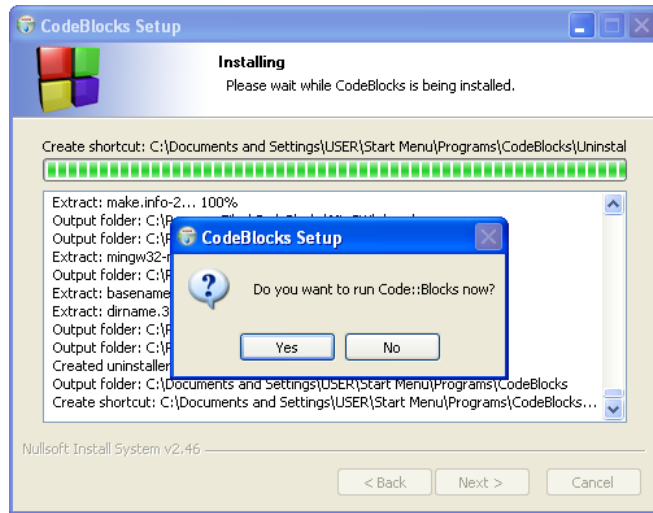 CodeBlocks Setup
Installing
Please wait while CodeBlocks is being installed.
Create shortcut: C:\Documents and Settings\USER\Start Menu\Programs\CodeBlocks\Uninstal
Extract: make.info-2... 100%
Output folder: C:\
Output folder: C:\
Extract: mingw32-
Output folder: C:\
Extract: basename
Extract: dirname.3
Output folder: C:\
Output folder: C:\
Created uninstaller
Output folder: C:\Documents and Settings\USER\Start Menu\Programs\CodeBlocks
Create shortcut: C:\Documents and Settings\USER\Start Menu\Programs\CodeBlocks...
CodeBlocks Setup
Do you want to run Code::Blocks now?
Yes No
Nullsoft Install System v2.46
< Back Next > Cancel